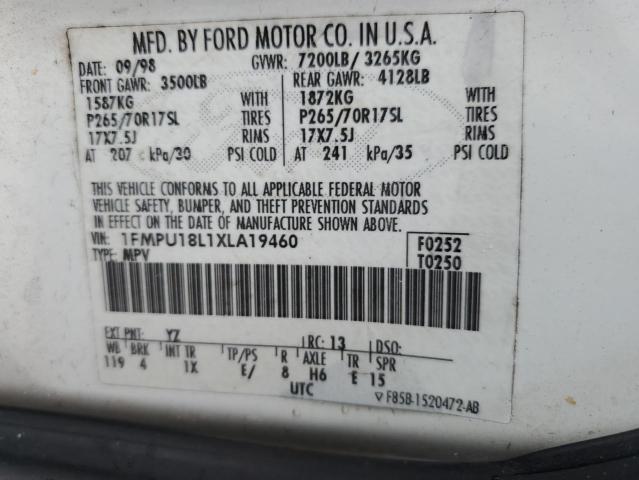 MFD. BY FORD MOTOR CO. IN U.S.A.
DATE: 09/98 GVWR: 7200LB/ 3265KG
FRONT GAWR: 3500LB REAR GAWR: 4128LB
1587KG WITH 1872KG WITH
P265/70R17SL TIRES P265/70R17SL TIRES
17X7.5J RIMS 17X7.5J RIMS
AT 207 kPa/30 PSI COLD AT 241 kPa/35 PSI COLD
THIS VEHICLE CONFORMS TO ALL APPLICABLE FEDERAL MOTOR
VEHICLE SAFETY, BUMPER, AND THEFT PREVENTION STANDARDS
IN EFFECT ON THE DATE OF MANUFACTURE SHOWN ABOVE.
VIN: 1FMPU18L1XLA19460 F0252
TYPE: MPV T0250
EXT PNT: YZ RC: 13 DSO:
WB BRK INT TR TP/PS R AXLE TR SPR
119 4 1X E/ 8 H6 E 15
UTC ▽ F85B-1520472-AB